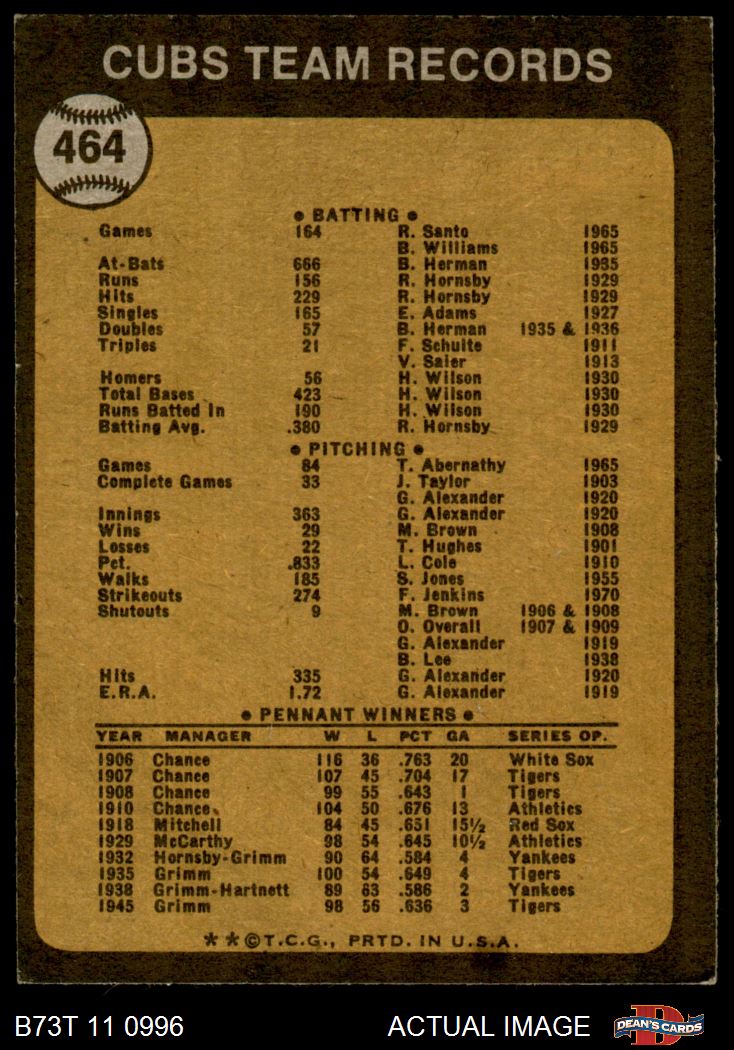 CUBS TEAM RECORDS
464
● BATTING ●
Games 164 R. Santo 1965
B. Williams 1965
At-Bats 666 B. Herman 1935
Runs 156 R. Hornsby 1929
Hits 229 R. Hornsby 1929
Singles 165 E. Adams 1927
Doubles 57 B. Herman 1935 & 1936
Triples 21 F. Schulte 1911
V. Saier 1913
Homers 56 H. Wilson 1930
Total Bases 423 H. Wilson 1930
Runs Batted In 190 H. Wilson 1930
Batting Avg. .380 R. Hornsby 1929
● PITCHING ●
Games 84 T. Abernathy 1965
Complete Games 33 J. Taylor 1903
G. Alexander 1920
Innings 363 G. Alexander 1920
Wins 29 M. Brown 1908
Losses 22 T. Hughes 1901
Pct. .833 L. Cole 1910
Walks 185 S. Jones 1955
Strikeouts 274 F. Jenkins 1970
Shutouts 9 M. Brown 1906 & 1908
O. Overall 1907 & 1909
G. Alexander 1919
B. Lee 1938
Hits 335 G. Alexander 1920
E.R.A. 1.72 G. Alexander 1919
● PENNANT WINNERS ●
YEAR MANAGER W L PCT GA SERIES OP.
1906 Chance 116 36 .763 20 White Sox
1907 Chance 107 45 .704 17 Tigers
1908 Chance 99 55 .643 1 Tigers
1910 Chance 104 50 .676 13 Athletics
1918 Mitchell 84 45 .651 15½ Red Sox
1929 McCarthy 98 54 .645 10½ Athletics
1932 Hornsby-Grimm 90 64 .584 4 Yankees
1935 Grimm 100 54 .649 4 Tigers
1938 Grimm-Hartnett 89 63 .586 2 Yankees
1945 Grimm 98 56 .636 3 Tigers
* * © T.C.G., PRTD. IN U.S.A.
B73T 11 0996 ACTUAL IMAGE
D
DEAN'S CARDS